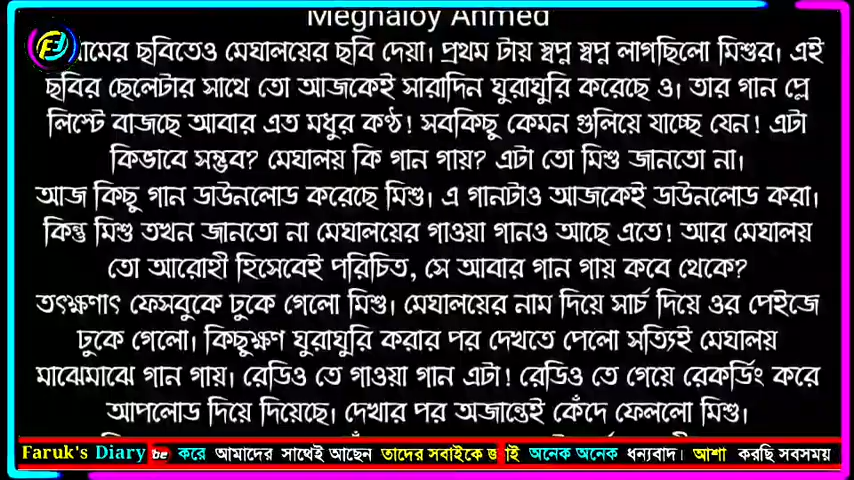 Meghaloy Ahmed
নামের ছবিতেও মেঘালয়ের ছবি দেয়া। প্রথম টায় স্বপ্ন স্বপ্ন লাগছিলো মিশুর। এই
ছবির ছেলেটার সাথে তো আজকেই সারাদিন ঘুরাঘুরি করেছে ও। তার গান প্লে
লিস্টে বাজছে আবার এত মধুর কণ্ঠ! সবকিছু কেমন গুলিয়ে যাচ্ছে যেন! এটা
কিভাবে সম্ভব? মেঘালয় কি গান গায়? এটা তো মিশু জানতো না।
আজ কিছু গান ডাউনলোড করেছে মিশু। এ গানটাও আজকেই ডাউনলোড করা।
কিন্তু মিশু তখন জানতো না মেঘালয়ের গাওয়া গানও আছে এতে! আর মেঘালয়
তো আরোহী হিসেবেই পরিচিত, সে আবার গান গায় কবে থেকে?
তৎক্ষণাৎ ফেসবুকে ঢুকে গেলো মিশু। মেঘালয়ের নাম দিয়ে সার্চ দিয়ে ওর পেইজে
ঢুকে গেলো। কিছুক্ষণ ঘুরাঘুরি করার পর দেখতে পেলো সত্যিই মেঘালয়
মাঝেমাঝে গান গায়। রেডিও তে গাওয়া গান এটা! রেডিও তে গিয়ে রেকর্ডিং করে
আপলোড দিয়ে দিয়েছে। দেখার পর অজান্তেই কেঁদে ফেললো মিশু।
Faruk's Diary be করে আমাদের সাথেই আছেন তাদের সবাইকে অনেক অনেক ধন্যবাদ। আশা করছি সবসময়